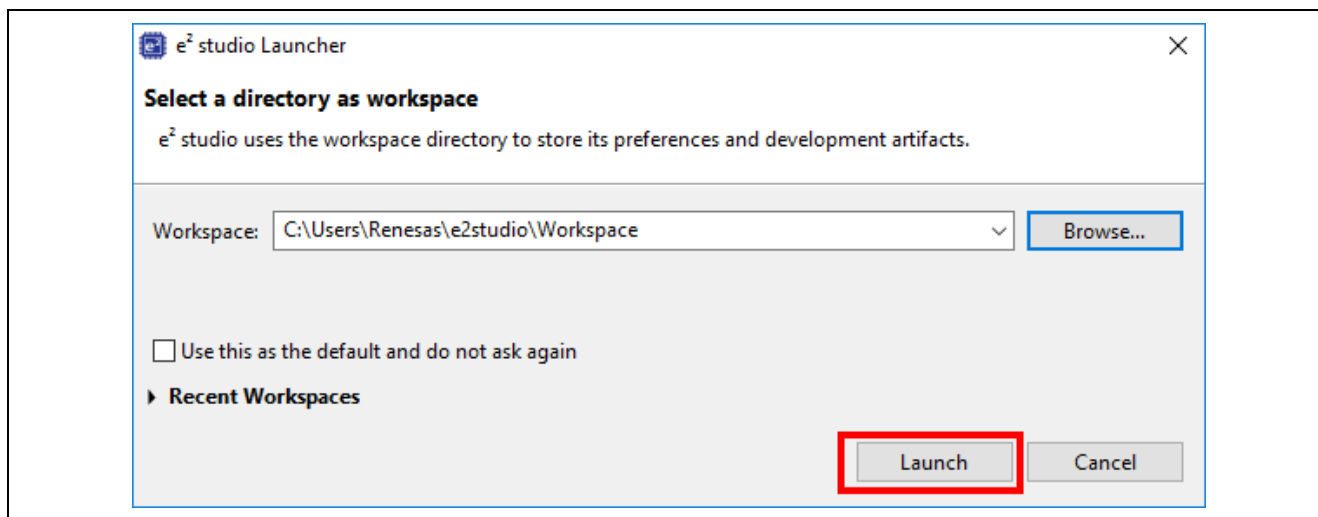 e² studio Launcher
Select a directory as workspace
e² studio uses the workspace directory to store its preferences and development artifacts.
Workspace: C:\Users\Renesas\e2studio\Workspace Browse...
Use this as the default and do not ask again
Recent Workspaces
Launch Cancel